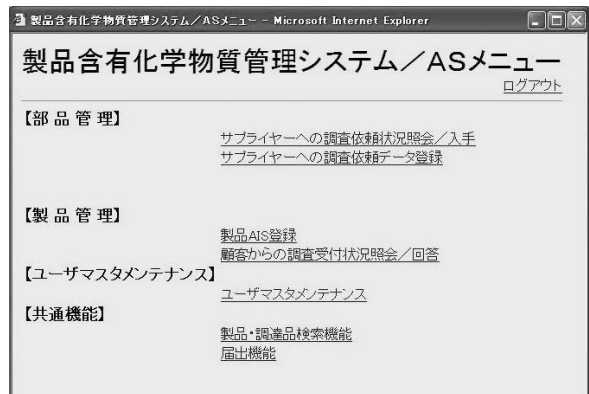 製品含有化学物質管理システム／ASメニュー - Microsoft Internet Explorer
製品含有化学物質管理システム／ASメニュー
ログアウト
【部 品 管 理】
サプライヤーへの調査依頼状況照会／入手
サプライヤーへの調査依頼データ登録
【製 品 管 理】
製品AIS登録
顧客からの調査受付状況照会／回答
【ユーザマスタメンテナンス】
ユーザマスタメンテナンス
【共通機能】
製品・調達品検索機能
届出機能